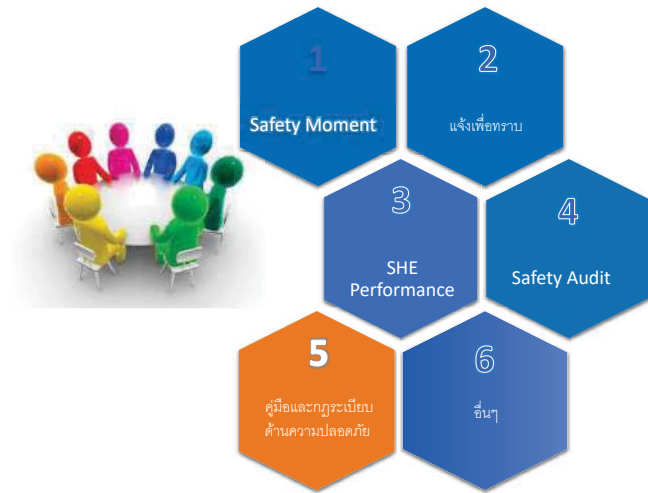 1
Safety Moment
2
แจ้งเพื่อทราบ
3
SHE
Performance
4
Safety Audit
5
คู่มือและกฎระเบียบ
ด้านความปลอดภัย
6
อื่นๆ